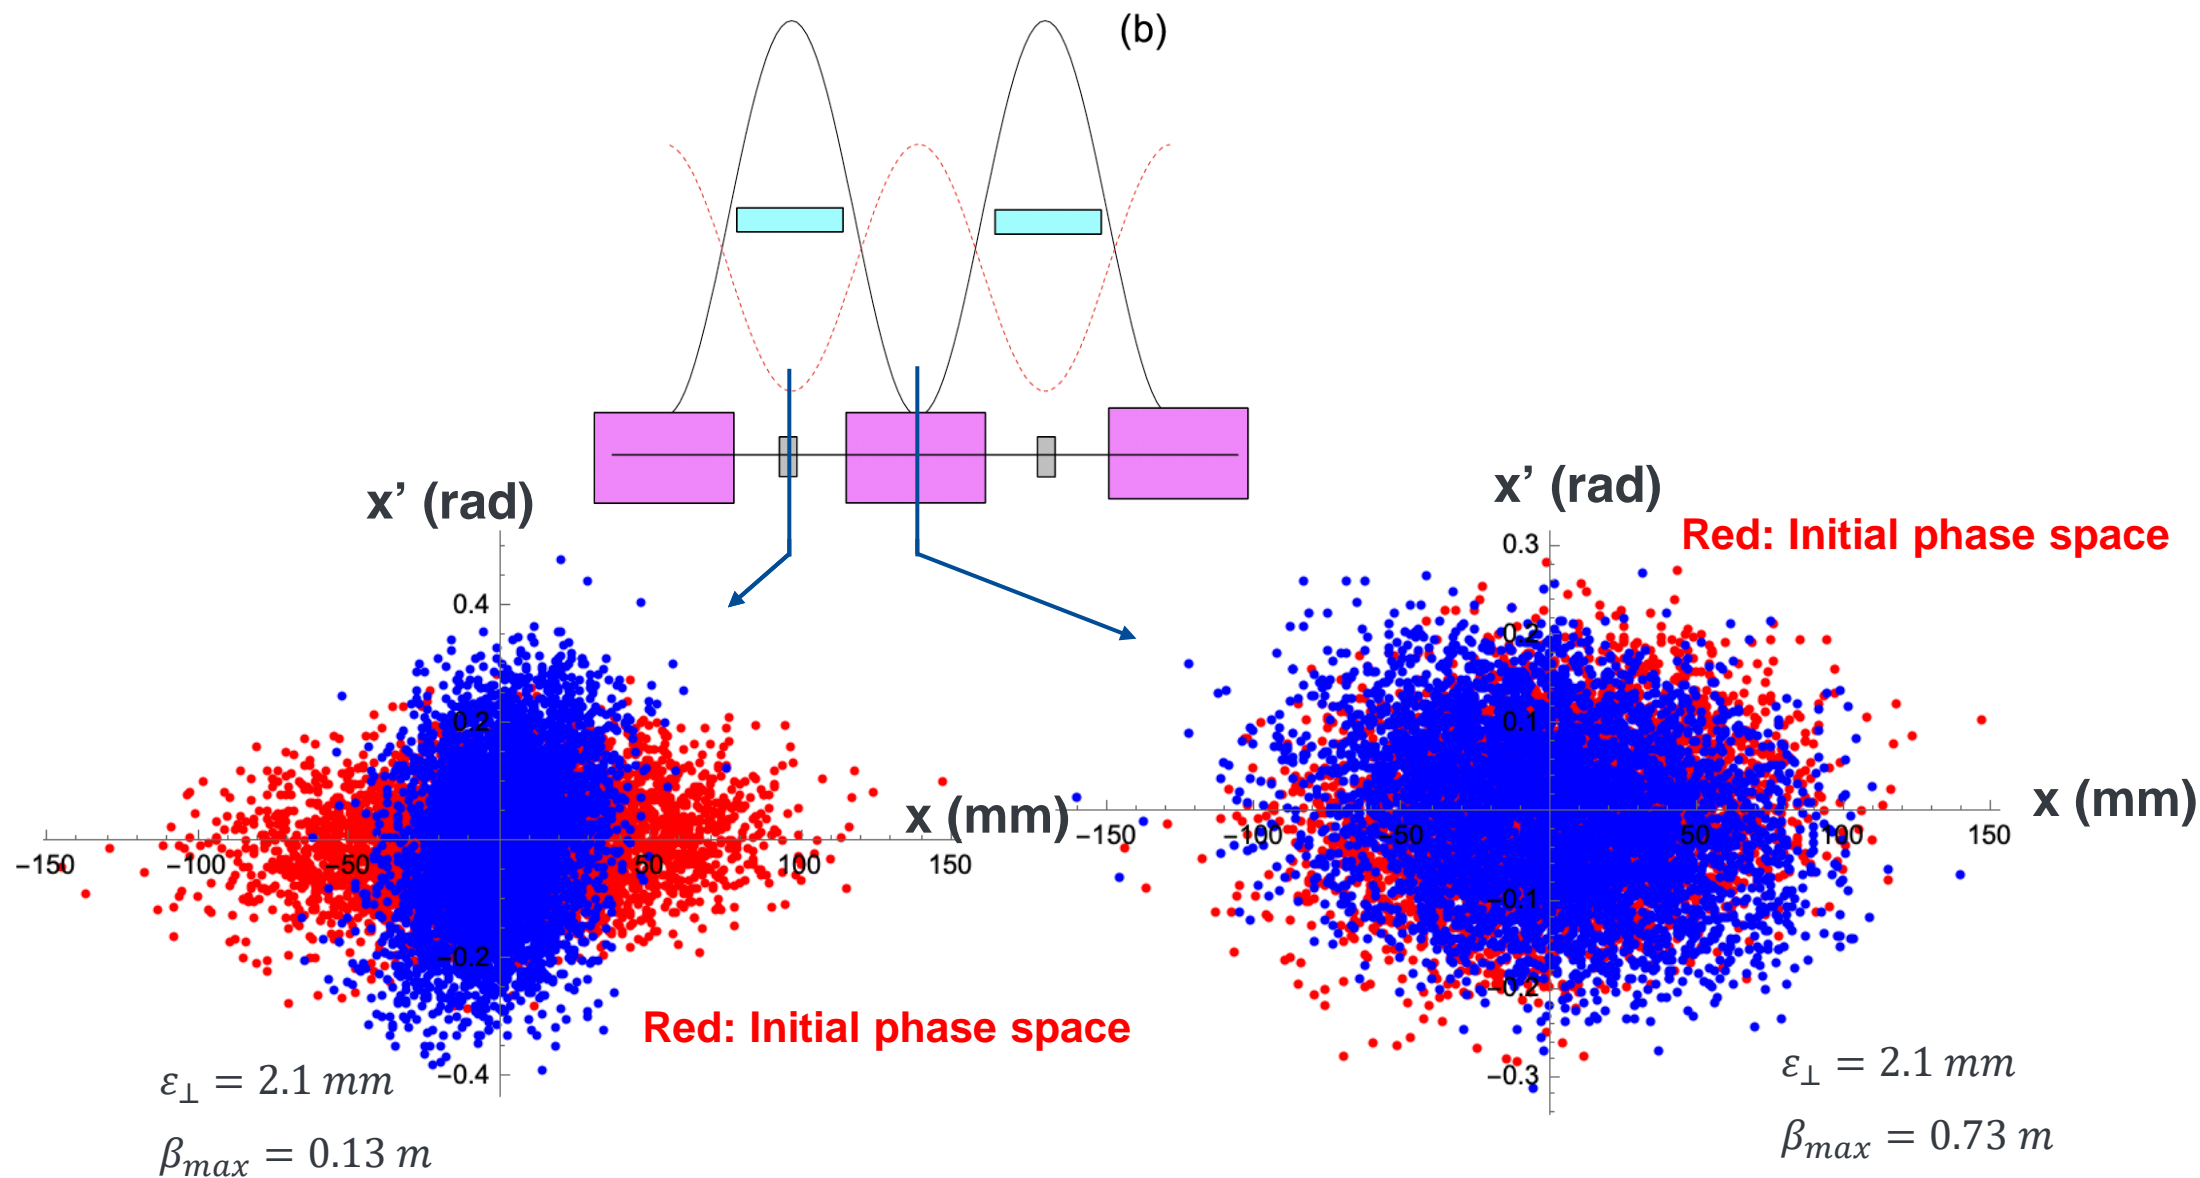 (b)
x’ (rad)
x’ (rad)
Red: Initial phase space
0.4
0.2
−0.2
−0.4
−150
−100
−50
50
100
150
x (mm)
0.3
0.2
0.1
−0.1
−0.2
−0.3
−150
−100
−50
50
100
150
x (mm)
Red: Initial phase space
ε⊥ = 2.1 mm
βmax = 0.13 m
ε⊥ = 2.1 mm
βmax = 0.73 m